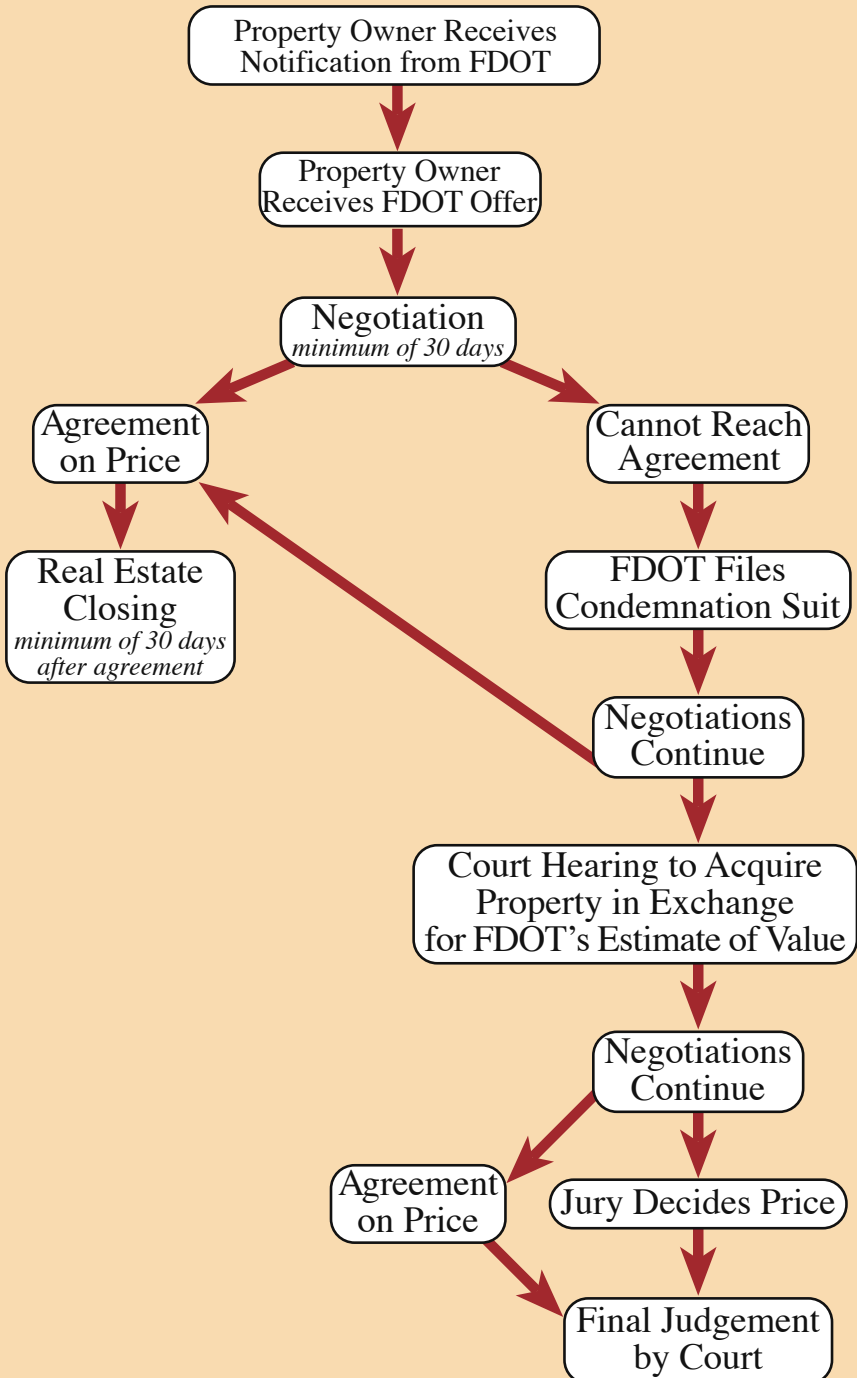 Property Owner Receives
Notification from FDOT
Property Owner
Receives FDOT Offer
Negotiation
minimum of 30 days
Agreement
on Price
Cannot Reach
Agreement
Real Estate
Closing
minimum of 30 days
after agreement
FDOT Files
Condemnation Suit
Negotiations
Continue
Court Hearing to Acquire
Property in Exchange
for FDOT's Estimate of Value
Negotiations
Continue
Agreement
on Price
Jury Decides Price
Final Judgement
by Court